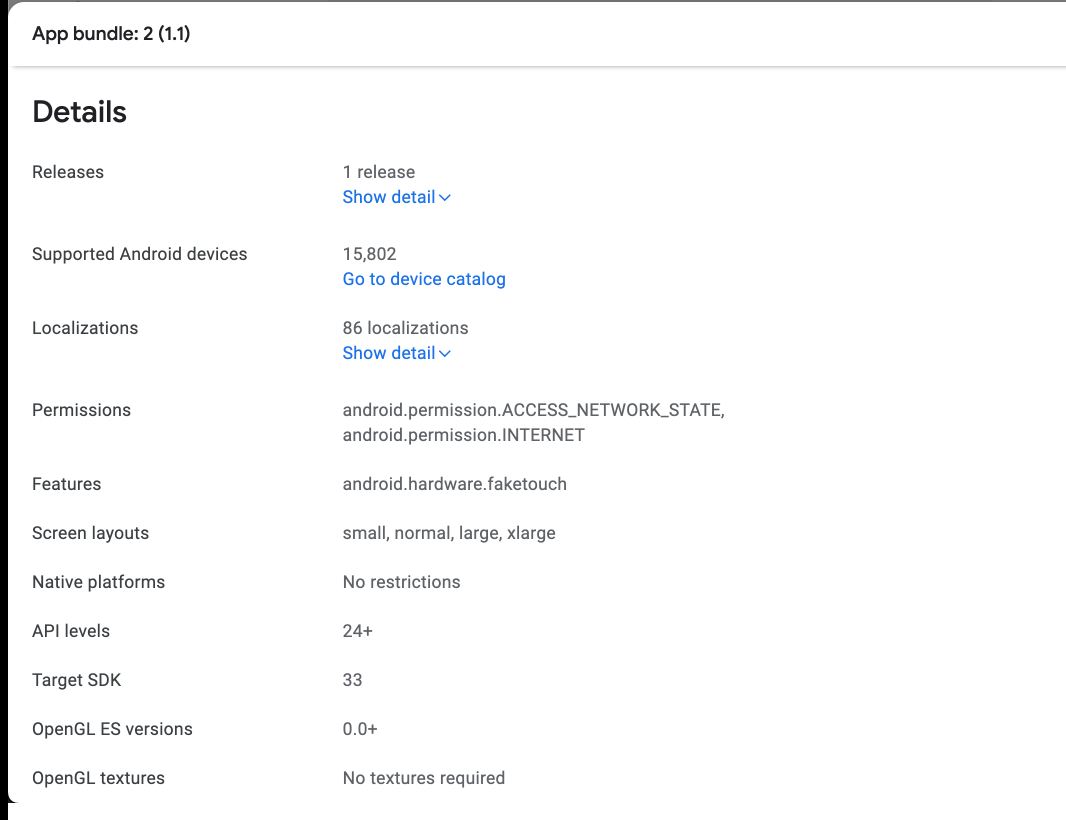 App bundle: 2 (1.1)
Details
Releases
1 release
Show detail
Supported Android devices
15,802
Go to device catalog
Localizations
86 localizations
Show detail
Permissions
android.permission.ACCESS_NETWORK_STATE,
android.permission.INTERNET
Features
android.hardware.faketouch
Screen layouts
small, normal, large, xlarge
Native platforms
No restrictions
API levels
24+
Target SDK
33
OpenGL ES versions
0.0+
OpenGL textures
No textures required